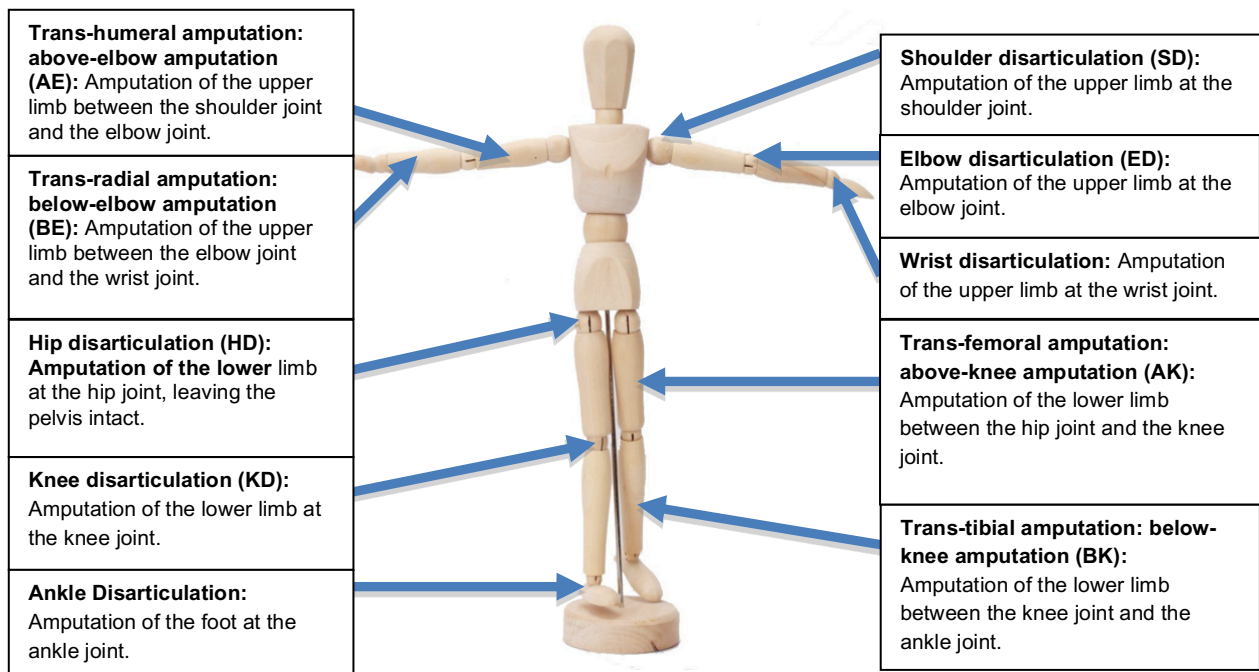 Trans-humeral amputation:
above-elbow amputation
(AE): Amputation of the upper
limb between the shoulder joint
and the elbow joint.
Trans-radial amputation:
below-elbow amputation
(BE): Amputation of the upper
limb between the elbow joint
and the wrist joint.
Hip disarticulation (HD):
Amputation of the lower limb
at the hip joint, leaving the
pelvis intact.
Knee disarticulation (KD):
Amputation of the lower limb at
the knee joint.
Ankle Disarticulation:
Amputation of the foot at the
ankle joint.
Shoulder disarticulation (SD):
Amputation of the upper limb at the
shoulder joint.
Elbow disarticulation (ED):
Amputation of the upper limb at the
elbow joint.
Wrist disarticulation: Amputation
of the upper limb at the wrist joint.
Trans-femoral amputation:
above-knee amputation (AK):
Amputation of the lower limb
between the hip joint and the knee
joint.
Trans-tibial amputation: below-
knee amputation (BK):
Amputation of the lower limb
between the knee joint and the
ankle joint.